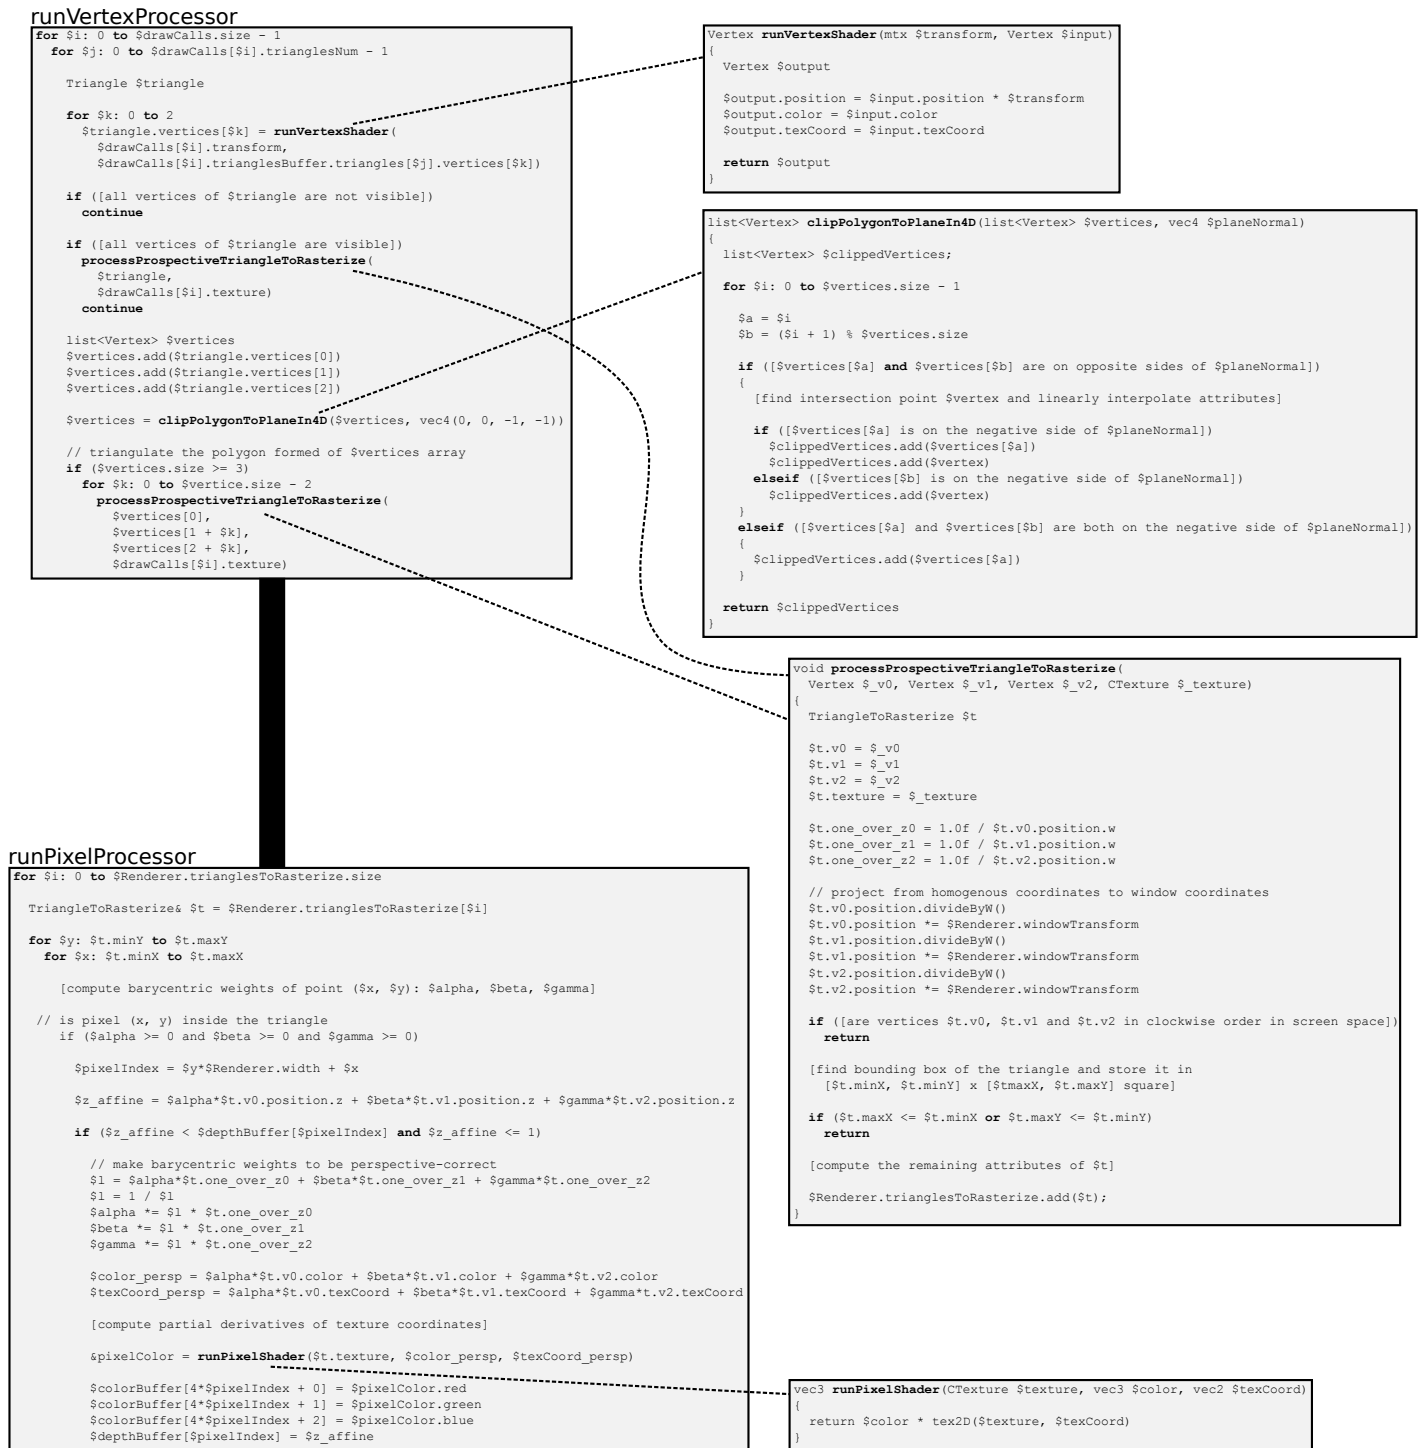 runVertexProcessor
for $i: 0 to $drawCalls.size - 1
for $j: 0 to $drawCalls[$i].trianglesNum - 1
Triangle $triangle
for $k: 0 to 2
$triangle.vertices[$k] = runVertexShader(
$drawCalls[$i].transform,
$drawCalls[$i].trianglesBuffer.triangles[$j].vertices[$k])
if ([all vertices of $triangle are not visible])
continue
if ([all vertices of $triangle are visible])
processProspectiveTriangleToRasterize(
$triangle,
$drawCalls[$i].texture)
continue
list<Vertex> $vertices
$vertices.add($triangle.vertices[0])
$vertices.add($triangle.vertices[1])
$vertices.add($triangle.vertices[2])
$vertices = clipPolygonToPlaneIn4D($vertices, vec4(0, 0, -1, -1))
// triangulate the polygon formed of $vertices array
if ($vertices.size >= 3)
for $k: 0 to $vertice.size - 2
processProspectiveTriangleToRasterize(
$vertices[0],
$vertices[1 + $k],
$vertices[2 + $k],
$drawCalls[$i].texture)
Vertex runVertexShader(mtx $transform, Vertex $input)
{
Vertex $output
$output.position = $input.position * $transform
$output.color = $input.color
$output.texCoord = $input.texCoord
return $output
}
list<Vertex> clipPolygonToPlaneIn4D(list<Vertex> $vertices, vec4 $planeNormal)
{
list<Vertex> $clippedVertices;
for $i: 0 to $vertices.size - 1
$a = $i
$b = ($i + 1) % $vertices.size
if ([$vertices[$a] and $vertices[$b] are on opposite sides of $planeNormal])
{
[find intersection point $vertex and linearly interpolate attributes]
if ([$vertices[$a] is on the negative side of $planeNormal])
$clippedVertices.add($vertices[$a])
$clippedVertices.add($vertex)
elseif ([$vertices[$b] is on the negative side of $planeNormal])
$clippedVertices.add($vertex)
}
elseif ([$vertices[$a] and $vertices[$b] are both on the negative side of $planeNormal])
{
$clippedVertices.add($vertices[$a])
}
return $clippedVertices
}
void processProspectiveTriangleToRasterize(
Vertex $_v0, Vertex $_v1, Vertex $_v2, CTexture $_texture)
{
TriangleToRasterize $t
$t.v0 = $_v0
$t.v1 = $_v1
$t.v2 = $_v2
$t.texture = $_texture
$t.one_over_z0 = 1.0f / $t.v0.position.w
$t.one_over_z1 = 1.0f / $t.v1.position.w
$t.one_over_z2 = 1.0f / $t.v2.position.w
// project from homogenous coordinates to window coordinates
$t.v0.position.divideByW()
$t.v0.position *= $Renderer.windowTransform
$t.v1.position.divideByW()
$t.v1.position *= $Renderer.windowTransform
$t.v2.position.divideByW()
$t.v2.position *= $Renderer.windowTransform
if ([are vertices $t.v0, $t.v1 and $t.v2 in clockwise order in screen space])
return
[find bounding box of the triangle and store it in
[$t.minX, $t.minY] x [$tmaxX, $t.maxY] square]
if ($t.maxX <= $t.minX or $t.maxY <= $t.minY)
return
[compute the remaining attributes of $t]
$Renderer.trianglesToRasterize.add($t);
}
runPixelProcessor
for $i: 0 to $Renderer.trianglesToRasterize.size
TriangleToRasterize& $t = $Renderer.trianglesToRasterize[$i]
for $y: $t.minY to $t.maxY
for $x: $t.minX to $t.maxX
[compute barycentric weights of point ($x, $y): $alpha, $beta, $gamma]
// is pixel (x, y) inside the triangle
if ($alpha >= 0 and $beta >= 0 and $gamma >= 0)
$pixelIndex = $y*$Renderer.width + $x
$z_affine = $alpha*$t.v0.position.z + $beta*$t.v1.position.z + $gamma*$t.v2.position.z
if ($z_affine < $depthBuffer[$pixelIndex] and $z_affine <= 1)
// make barycentric weights to be perspective-correct
$l = $alpha*$t.one_over_z0 + $beta*$t.one_over_z1 + $gamma*$t.one_over_z2
$l = 1 / $l
$alpha *= $l * $t.one_over_z0
$beta *= $l * $t.one_over_z1
$gamma *= $l * $t.one_over_z2
$color_persp = $alpha*$t.v0.color + $beta*$t.v1.color + $gamma*$t.v2.color
$texCoord_persp = $alpha*$t.v0.texCoord + $beta*$t.v1.texCoord + $gamma*t.v2.texCoord
[compute partial derivatives of texture coordinates]
&pixelColor = runPixelShader($t.texture, $color_persp, $texCoord_persp)
$colorBuffer[4*$pixelIndex + 0] = $pixelColor.red
$colorBuffer[4*$pixelIndex + 1] = $pixelColor.green
$colorBuffer[4*$pixelIndex + 2] = $pixelColor.blue
$depthBuffer[$pixelIndex] = $z_affine
vec3 runPixelShader(CTexture $texture, vec3 $color, vec2 $texCoord)
{
return $color * tex2D($texture, $texCoord)
}